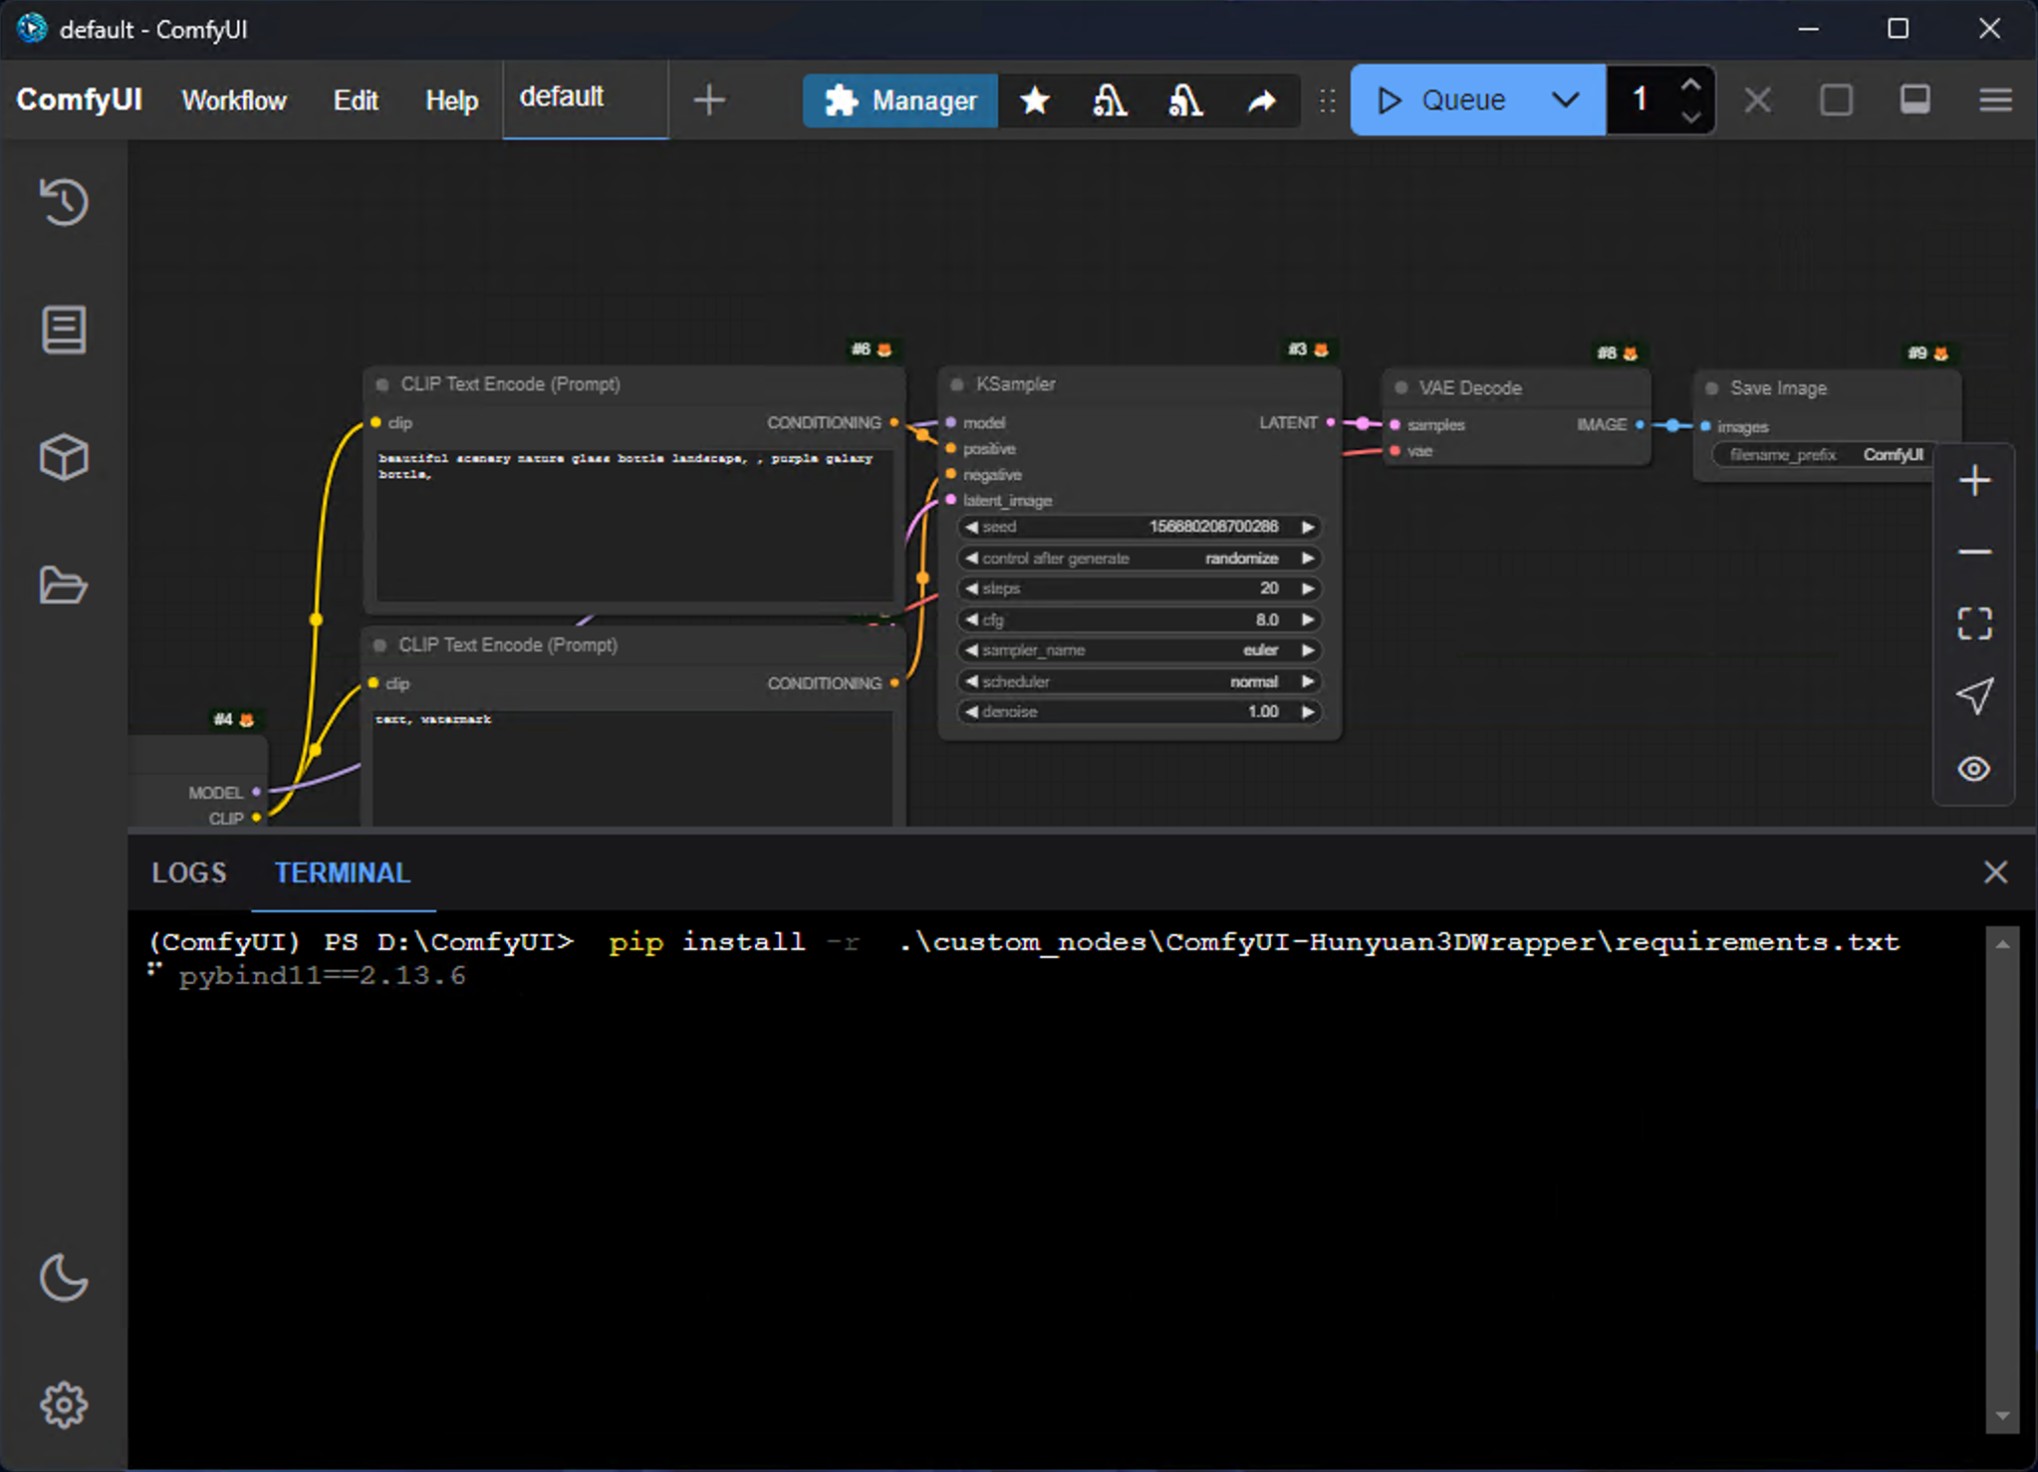 default - ComfyUI
ComfyUI Workflow Edit Help default Manager Queue 1
#6 #3 #8 #9
CLIP Text Encode (Prompt)
clip CONDITIONING
beautiful scenery nature glass bottle landscape, , purple galaxy
bottle,
KSampler
model LATENT
positive
negative
latent_image
seed 156680208700286
control after generate randomize
steps 20
cfg 8.0
sampler_name euler
scheduler normal
denoise 1.00
VAE Decode
samples IMAGE
vae
Save Image
images
filename_prefix ComfyUI
CLIP Text Encode (Prompt)
clip CONDITIONING
text, watermark
#4
MODEL
CLIP
LOGS TERMINAL
(ComfyUI) PS D:\ComfyUI> pip install -r .\custom_nodes\ComfyUI-Hunyuan3DWrapper\requirements.txt
⠋ pybind11==2.13.6